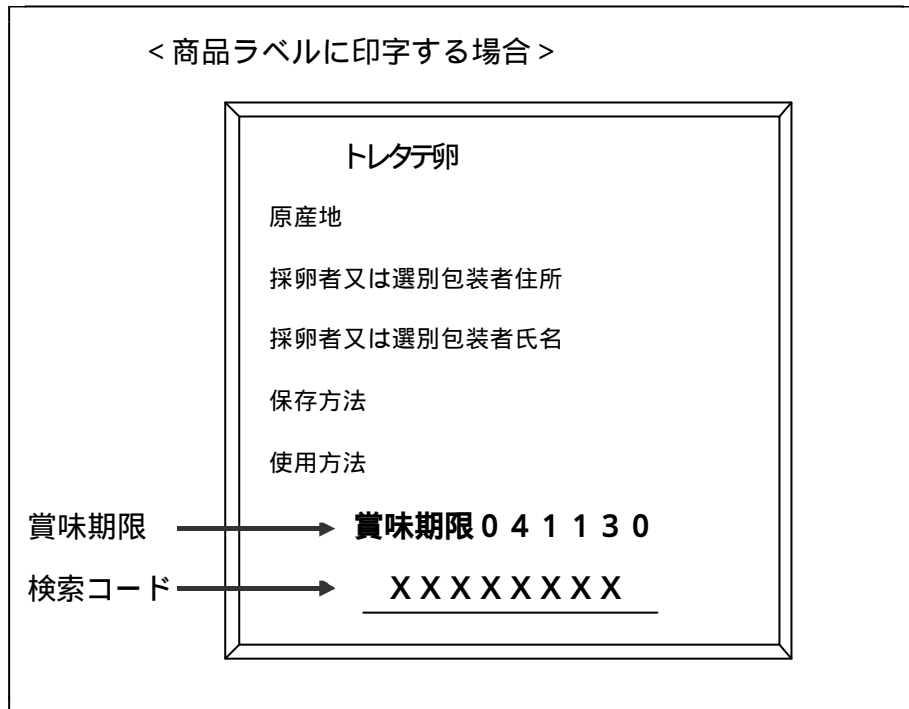 ＜商品ラベルに印字する場合＞
トレタテ卵
原産地
採卵者又は選別包装者住所
採卵者又は選別包装者氏名
保存方法
使用方法
賞味期限
賞味期限０４１１３０
検索コード
ＸＸＸＸＸＸＸＸ